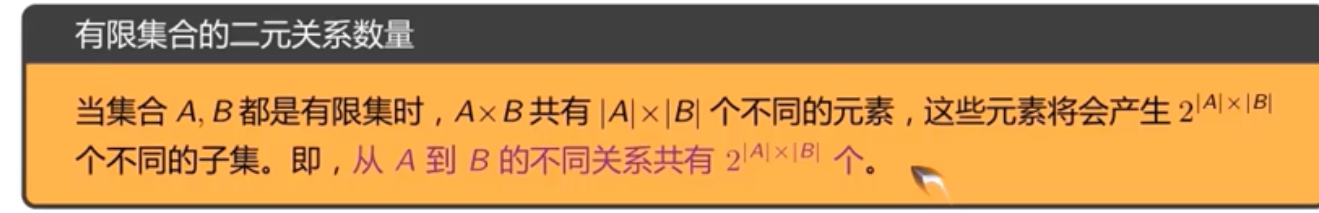 有限集合的二元关系数量
当集合 A, B 都是有限集时，A×B 共有 |A|×|B| 个不同的元素，这些元素将会产生 2^{|A|×|B|}
个不同的子集。即，从 A 到 B 的不同关系共有 2^{|A|×|B|} 个。